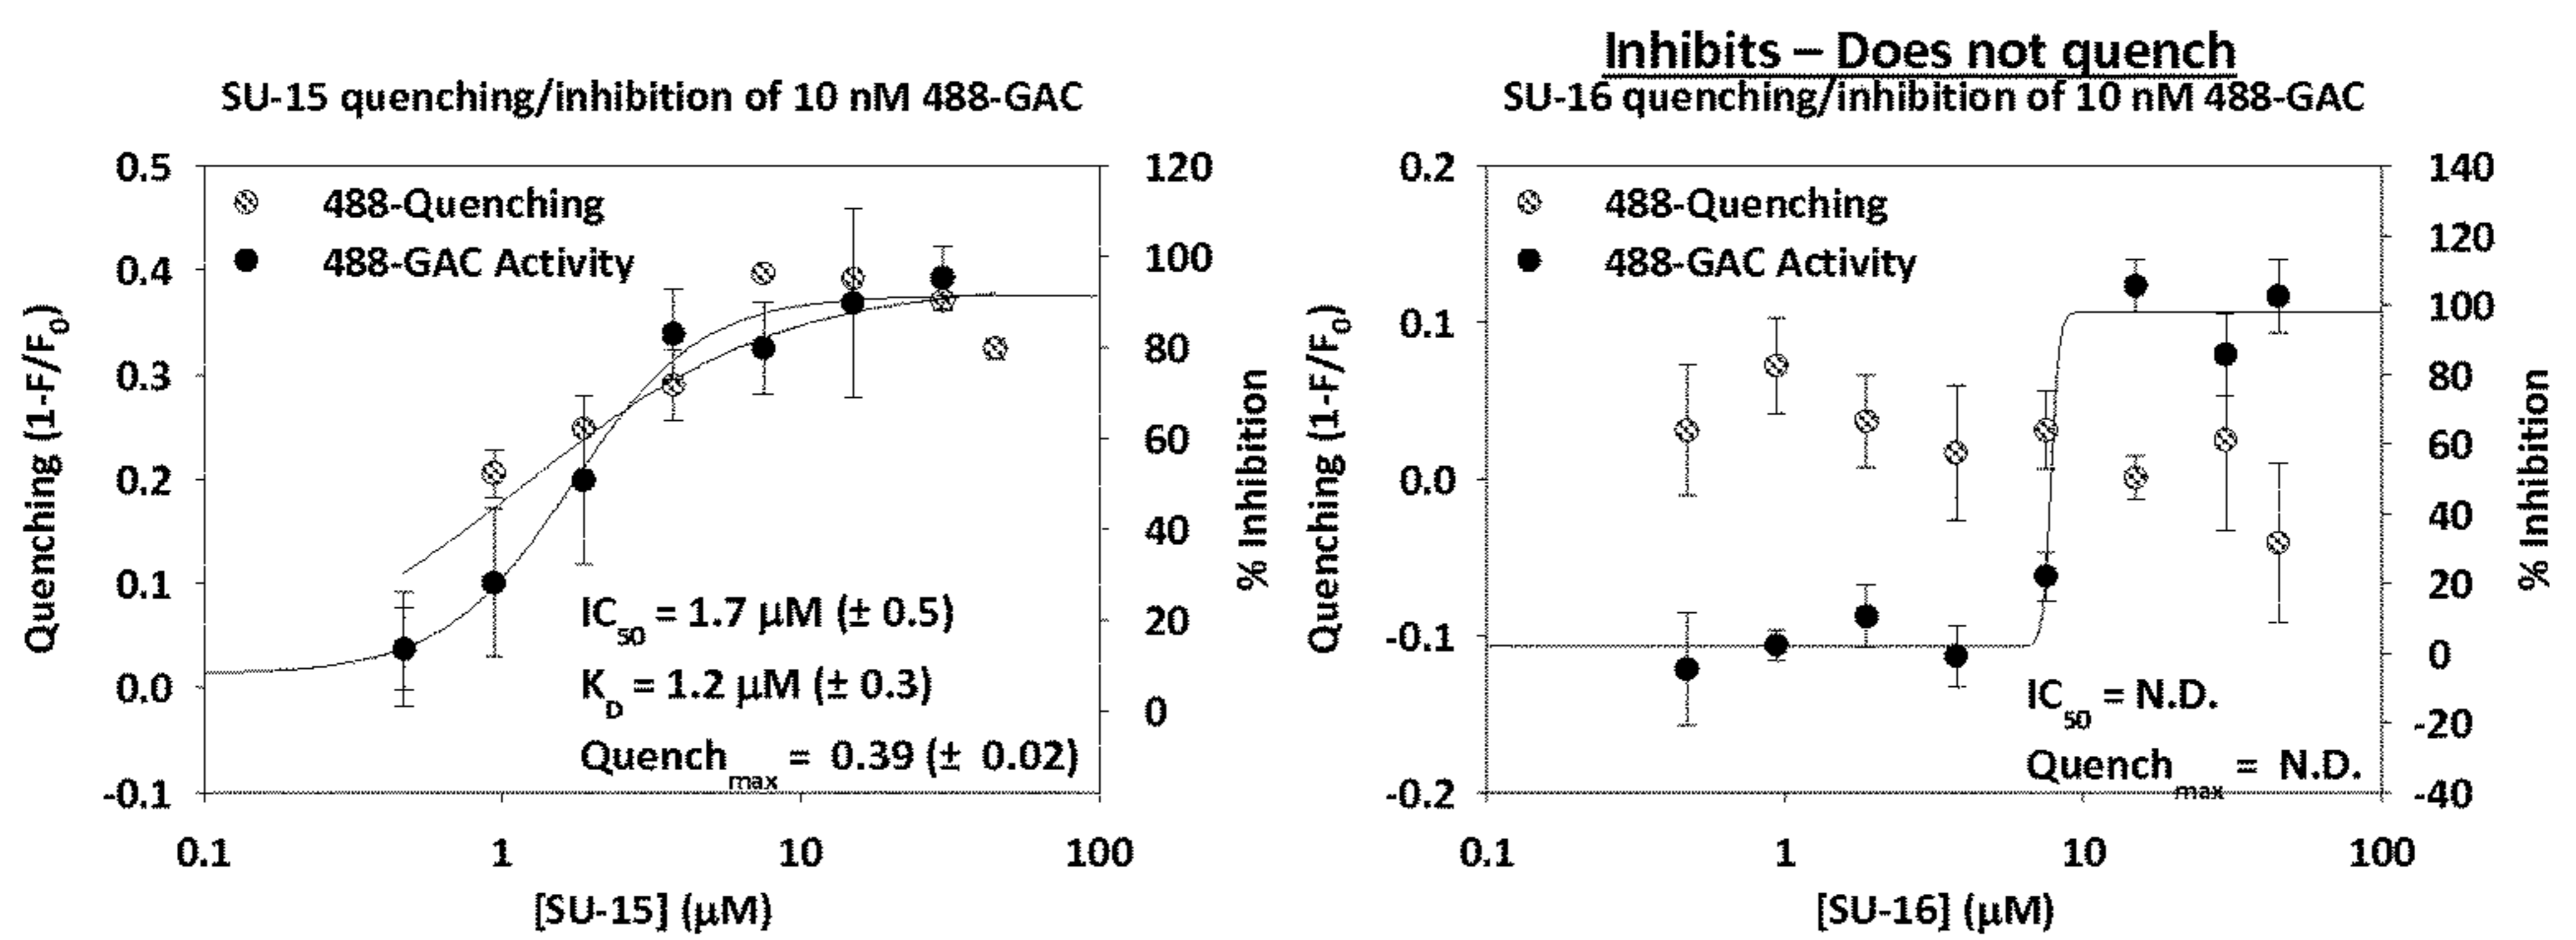 Inhibits – Does not quench
SU-15 quenching/inhibition of 10 nM 488-GAC
SU-16 quenching/inhibition of 10 nM 488-GAC
0.5
0.4
0.3
0.2
0.1
0.0
-0.1
Quenching (1-F/F0)
488-Quenching
488-GAC Activity
IC50 = 1.7 μM (± 0.5)
KD = 1.2 μM (± 0.3)
Quenchmax = 0.39 (± 0.02)
120
100
80
60
40
20
0
% Inhibition
0.1 1 10 100
[SU-15] (μM)
0.2
0.1
0.0
-0.1
-0.2
Quenching (1-F/F0)
488-Quenching
488-GAC Activity
IC50 = N.D.
Quenchmax = N.D.
140
120
100
80
60
40
20
0
-20
-40
% Inhibition
0.1 1 10 100
[SU-16] (μM)